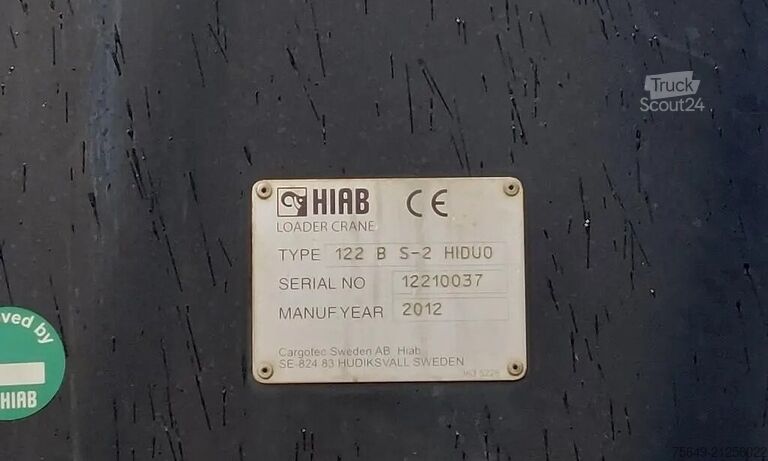 Truck
Scout24
HIAB CE
LOADER CRANE
TYPE 122 B S-2 HIDUO
SERIAL NO 12210037
MANUF YEAR 2012
Cargotec Sweden AB Hiab
SE-824 83 HUDIKSVALL SWEDEN
ved by
HIAB